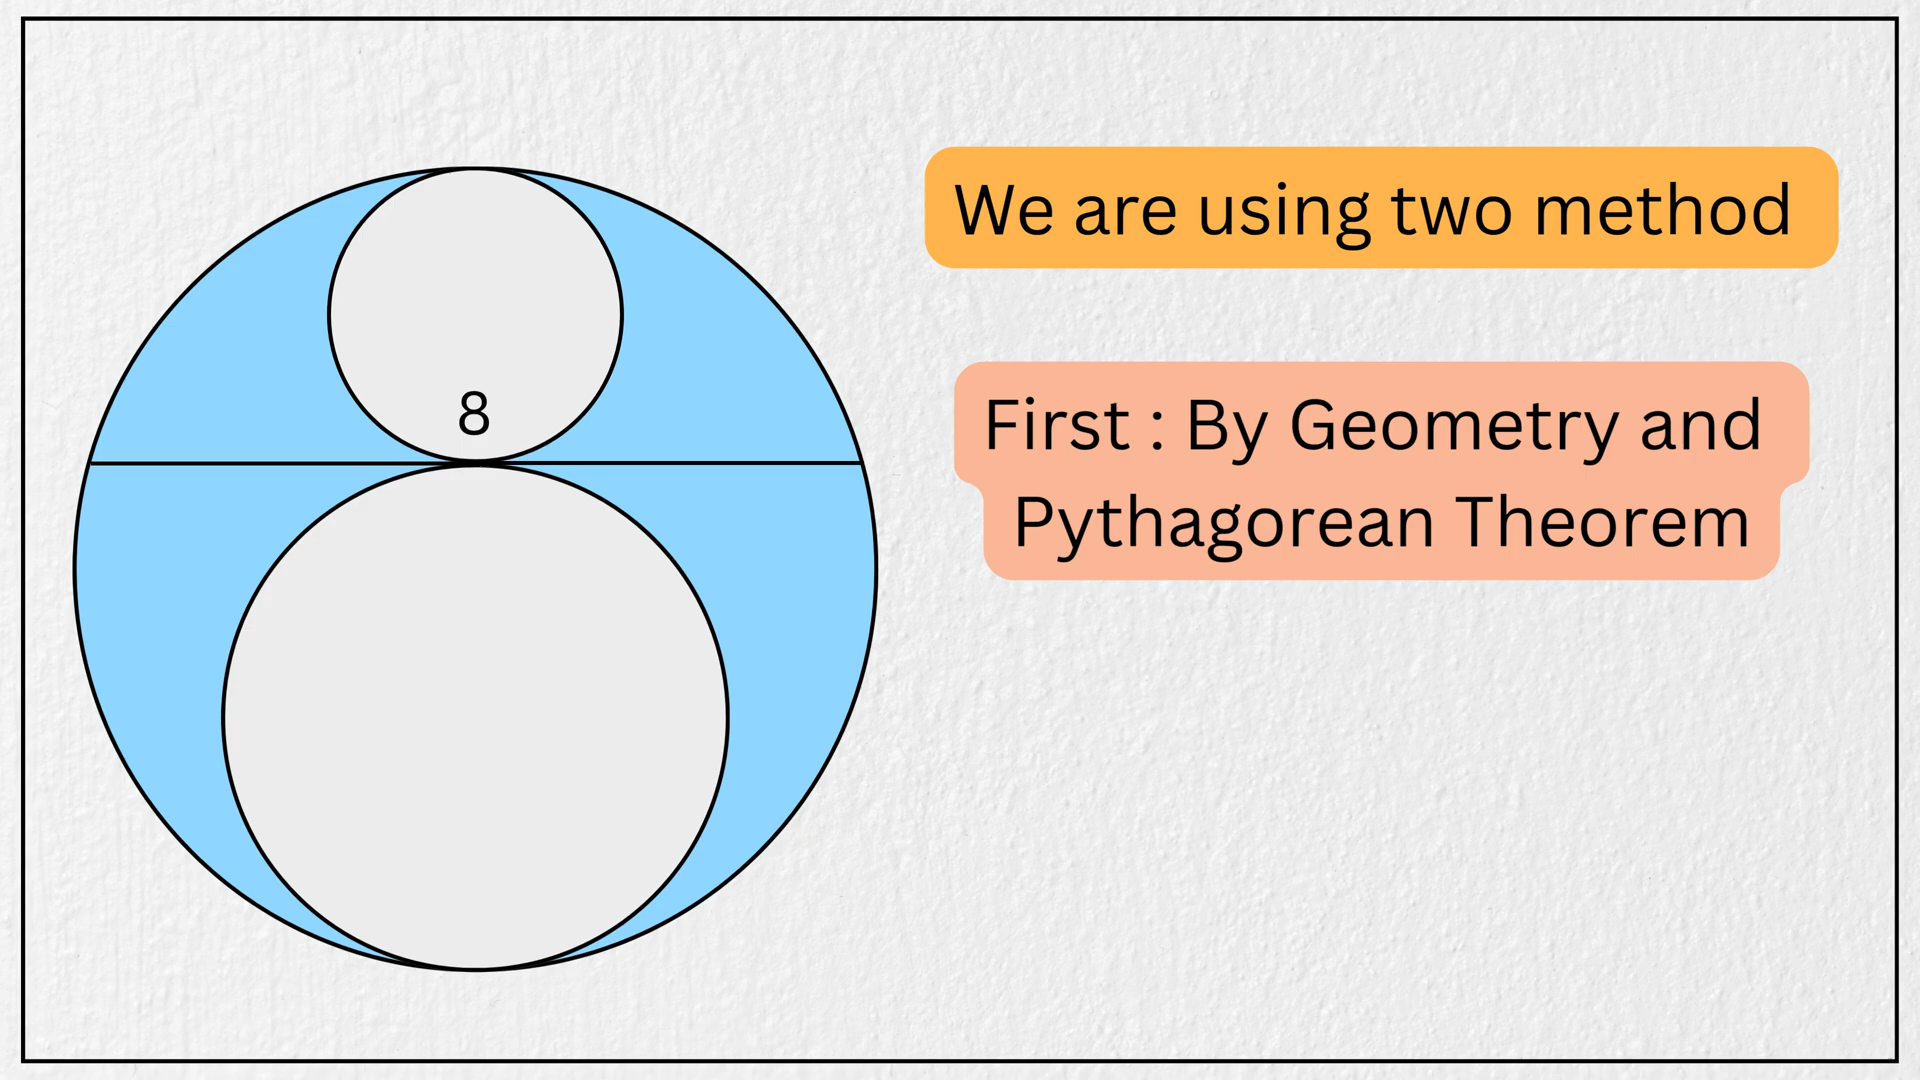 We are using two method
8
First : By Geometry and
Pythagorean Theorem